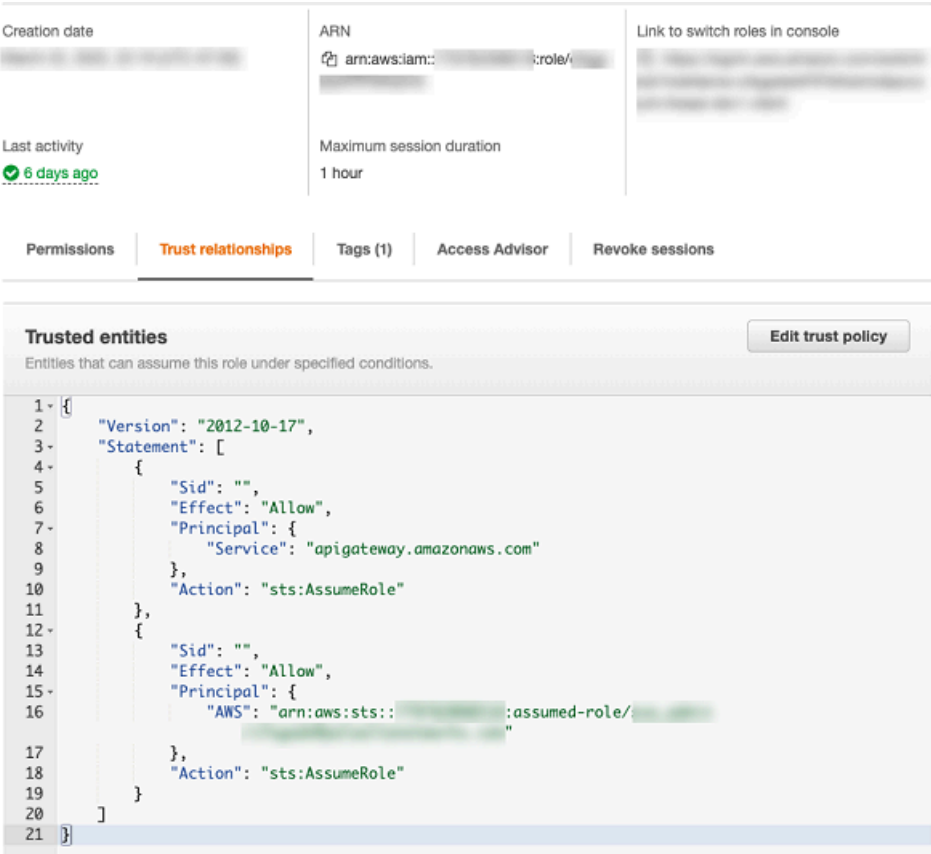 Creation date
ARN
Link to switch roles in console
arn:aws:iam:: :role/
Last activity
Maximum session duration
6 days ago
1 hour
Permissions
Trust relationships
Tags (1)
Access Advisor
Revoke sessions
Trusted entities
Edit trust policy
Entities that can assume this role under specified conditions.
1 {
2 "Version": "2012-10-17",
3 "Statement": [
4 {
5 "Sid": "",
6 "Effect": "Allow",
7 "Principal": {
8 "Service": "apigateway.amazonaws.com"
9 },
10 "Action": "sts:AssumeRole"
11 },
12 {
13 "Sid": "",
14 "Effect": "Allow",
15 "Principal": {
16 "AWS": "arn:aws:sts:: :assumed-role/
"
17 },
18 "Action": "sts:AssumeRole"
19 }
20 ]
21 }